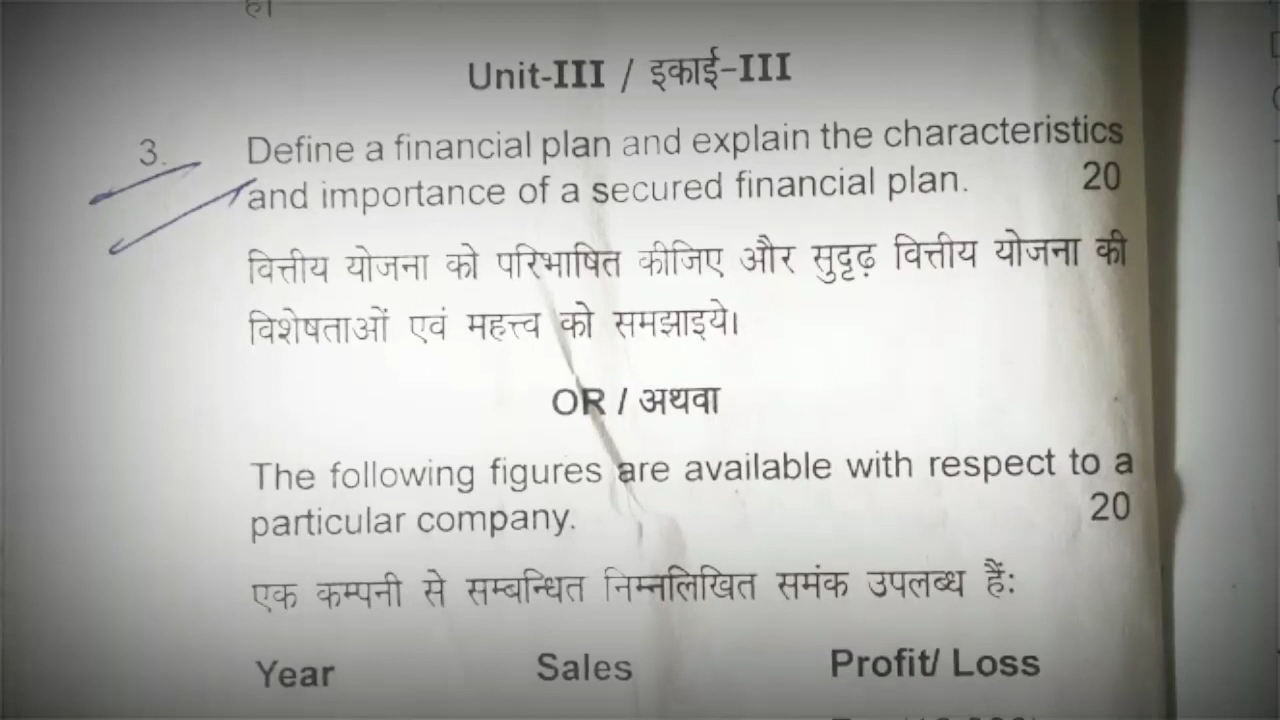 Unit-III / इकाई-III
3. Define a financial plan and explain the characteristics
and importance of a secured financial plan. 20
वित्तीय योजना को परिभाषित कीजिए और सुदृढ़ वित्तीय योजना की
विशेषताओं एवं महत्त्व को समझाइये।
OR / अथवा
The following figures are available with respect to a
particular company. 20
एक कम्पनी से सम्बन्धित निम्नलिखित समंक उपलब्ध हैं:
Year Sales Profit/ Loss